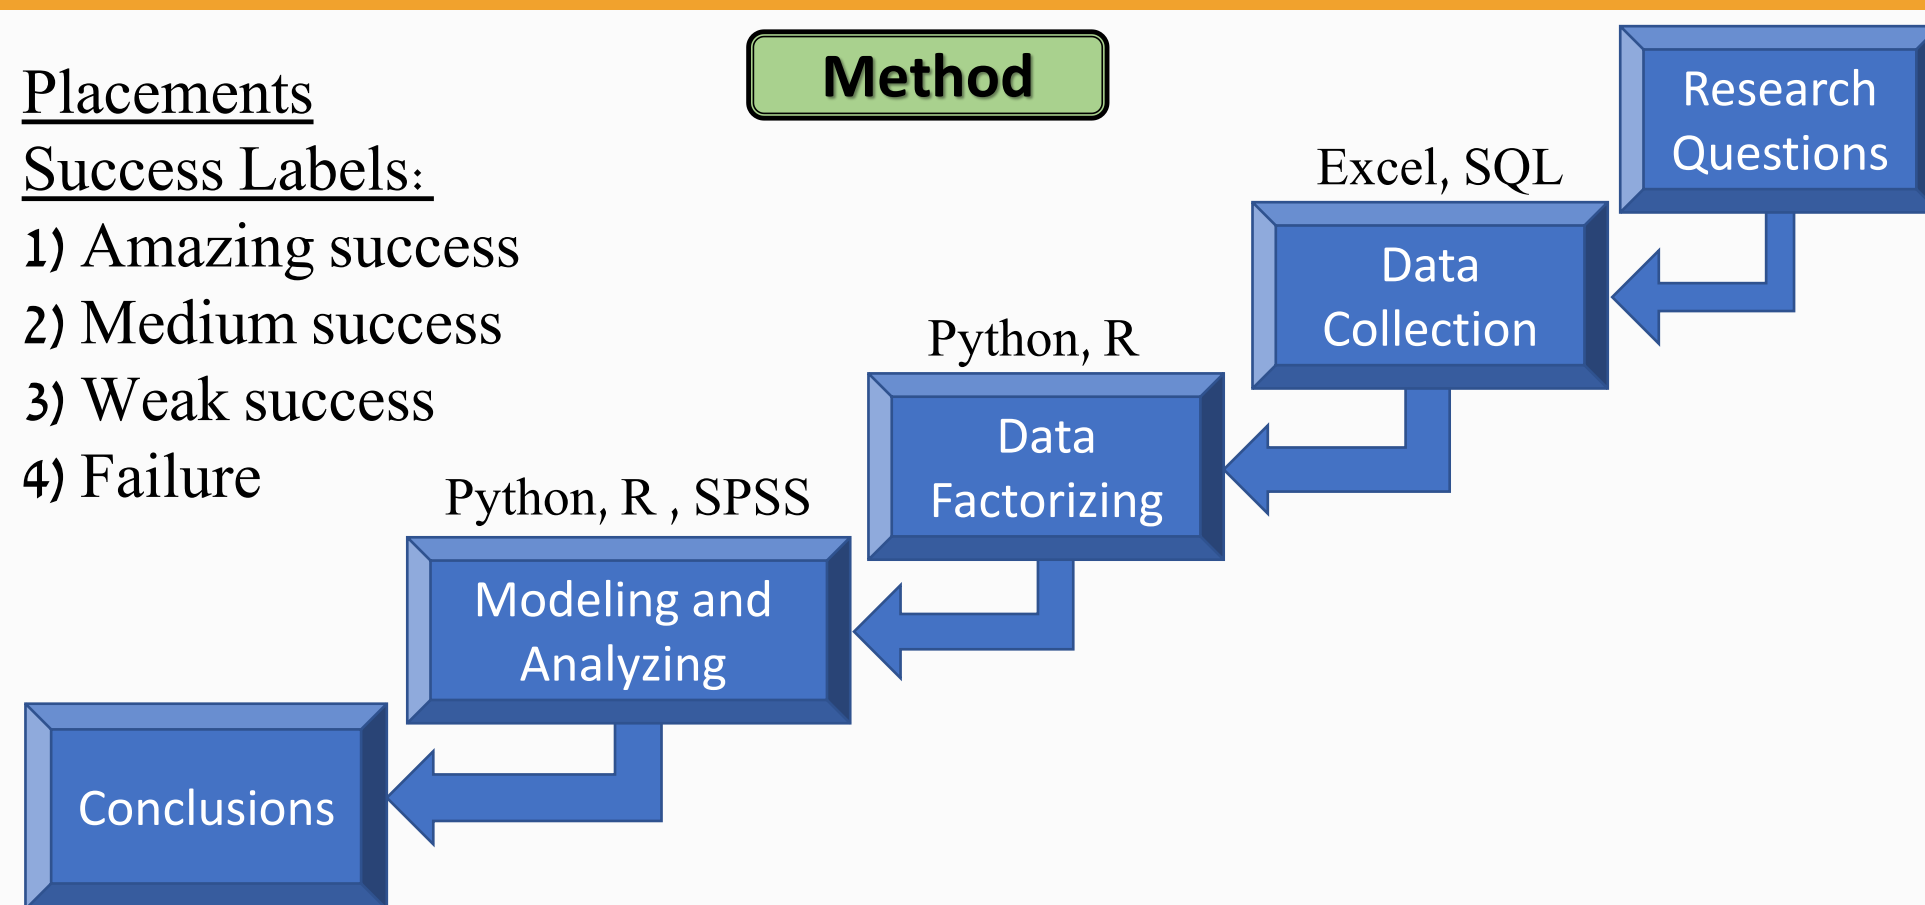 Method
Placements
Success Labels:
1) Amazing success
2) Medium success
3) Weak success
4) Failure
Research
Questions
Excel, SQL
Data
Collection
Python, R
Data
Factorizing
Python, R , SPSS
Modeling and
Analyzing
Conclusions